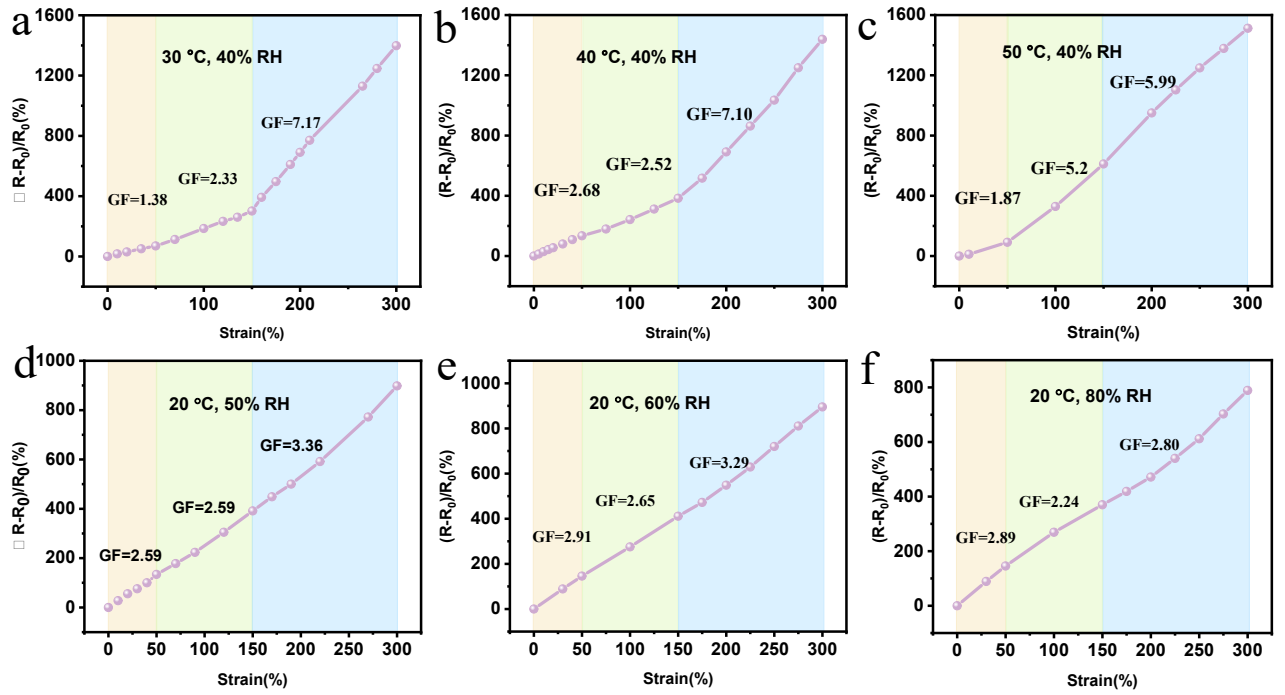 a
30 °C, 40% RH
GF=7.17
GF=2.33
GF=1.38
1600
1200
800
400
0
0 50 100 150 200 250 300
Strain(%)
□ R-R0)/R0(%)
b
40 °C, 40% RH
GF=7.10
GF=2.52
GF=2.68
1600
1200
800
400
0
0 50 100 150 200 250 300
Strain(%)
(R-R0)/R0(%)
c
50 °C, 40% RH
GF=5.99
GF=5.2
GF=1.87
1600
1200
800
400
0
0 50 100 150 200 250 300
Strain(%)
(R-R0)/R0(%)
d
20 °C, 50% RH
GF=3.36
GF=2.59
GF=2.59
1000
800
600
400
200
0
0 50 100 150 200 250 300
Strain(%)
□ R-R0)/R0(%)
e
20 °C, 60% RH
GF=3.29
GF=2.65
GF=2.91
1000
800
600
400
200
0
0 50 100 150 200 250 300
Strain(%)
(R-R0)/R0(%)
f
20 °C, 80% RH
GF=2.80
GF=2.24
GF=2.89
800
600
400
200
0
0 50 100 150 200 250 300
Strain(%)
(R-R0)/R0(%)